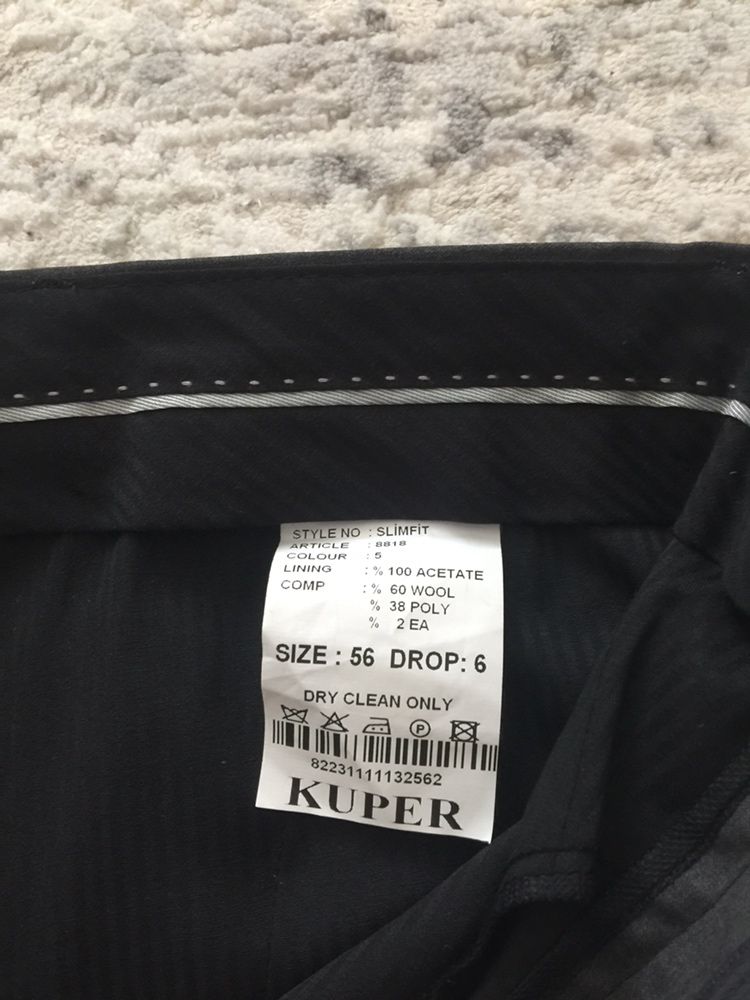 STYLE NO : SLİMFİT
ARTICLE : 8818
COLOUR : 5
LINING : % 100 ACETATE
COMP : % 60 WOOL
% 38 POLY
% 2 EA
SIZE : 56 DROP: 6
DRY CLEAN ONLY
P
82231111132562
KUPER